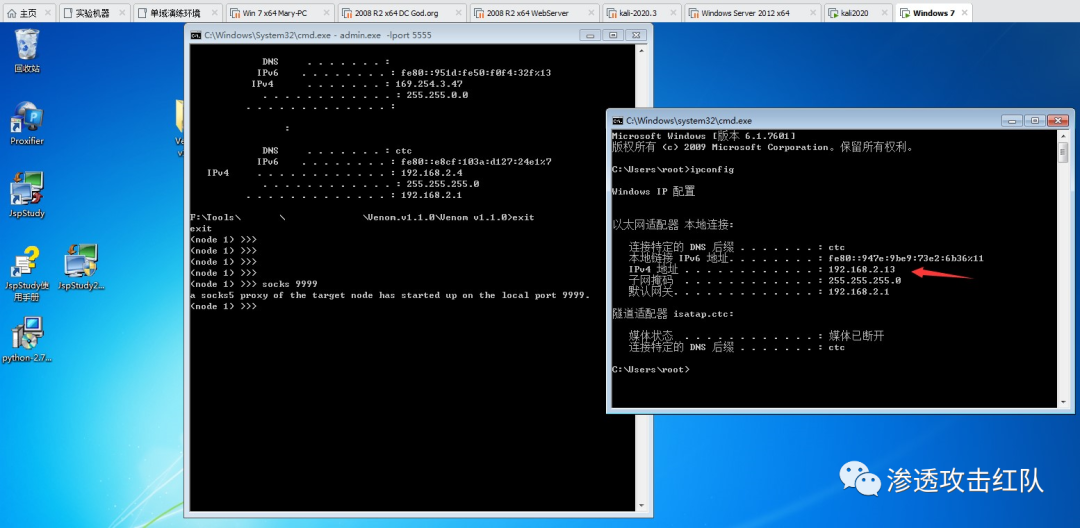 主页 实验机器 单域演练环境 Win 7 x64 Mary-PC 2008 R2 x64 DC God.org 2008 R2 x64 WebServer kali-2020.3 Windows Server 2012 x64 kali2020 Windows 7
回收站
Proxifier
JspStudy
JspStudy使
用手册
JspStudy2...
python-2.7...
C:\Windows\System32\cmd.exe - admin.exe -lport 5555
DNS . . . . . . . :
IPv6 . . . . . . . . : fe80::951d:fe50:f0f4:32f%13
IPv4 . . . . . . . . . . . . : 169.254.3.47
. . . . . . . . . . . . : 255.255.0.0
. . . . . . . . . . . . . :
:
DNS . . . . . . . : ctc
IPv6 . . . . . . . . : fe80::e8cf:103a:d127:24e1%7
IPv4 . . . . . . . . . . . . : 192.168.2.4
. . . . . . . . . . . . : 255.255.255.0
. . . . . . . . . . . . . : 192.168.2.1
F:\Tools\ \ \Venom.v1.1.0\Venom v1.1.0>exit
exit
(node 1) >>>
(node 1) >>>
(node 1) >>>
(node 1) >>>
(node 1) >>> socks 9999
a socks5 proxy of the target node has started up on the local port 9999.
(node 1) >>>
C:\Windows\system32\cmd.exe
Microsoft Windows [版本 6.1.7601]
版权所有 (c) 2009 Microsoft Corporation。保留所有权利。
C:\Users\root>ipconfig
Windows IP 配置
以太网适配器 本地连接:
连接特定的 DNS 后缀 . . . . . . . : ctc
本地链接 IPv6 地址. . . . . . . . : fe80::947e:9be9:73e2:6b36%11
IPv4 地址 . . . . . . . . . . . . : 192.168.2.13
子网掩码 . . . . . . . . . . . . : 255.255.255.0
默认网关. . . . . . . . . . . . . : 192.168.2.1
隧道适配器 isatap.ctc:
媒体状态 . . . . . . . . . . . . : 媒体已断开
连接特定的 DNS 后缀 . . . . . . . : ctc
C:\Users\root>
渗透攻击红队